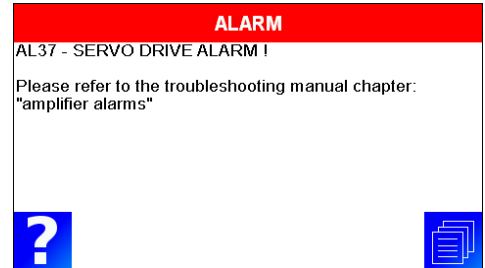 ALARM
AL37 - SERVO DRIVE ALARM !
Please refer to the troubleshooting manual chapter:
"amplifier alarms"
?